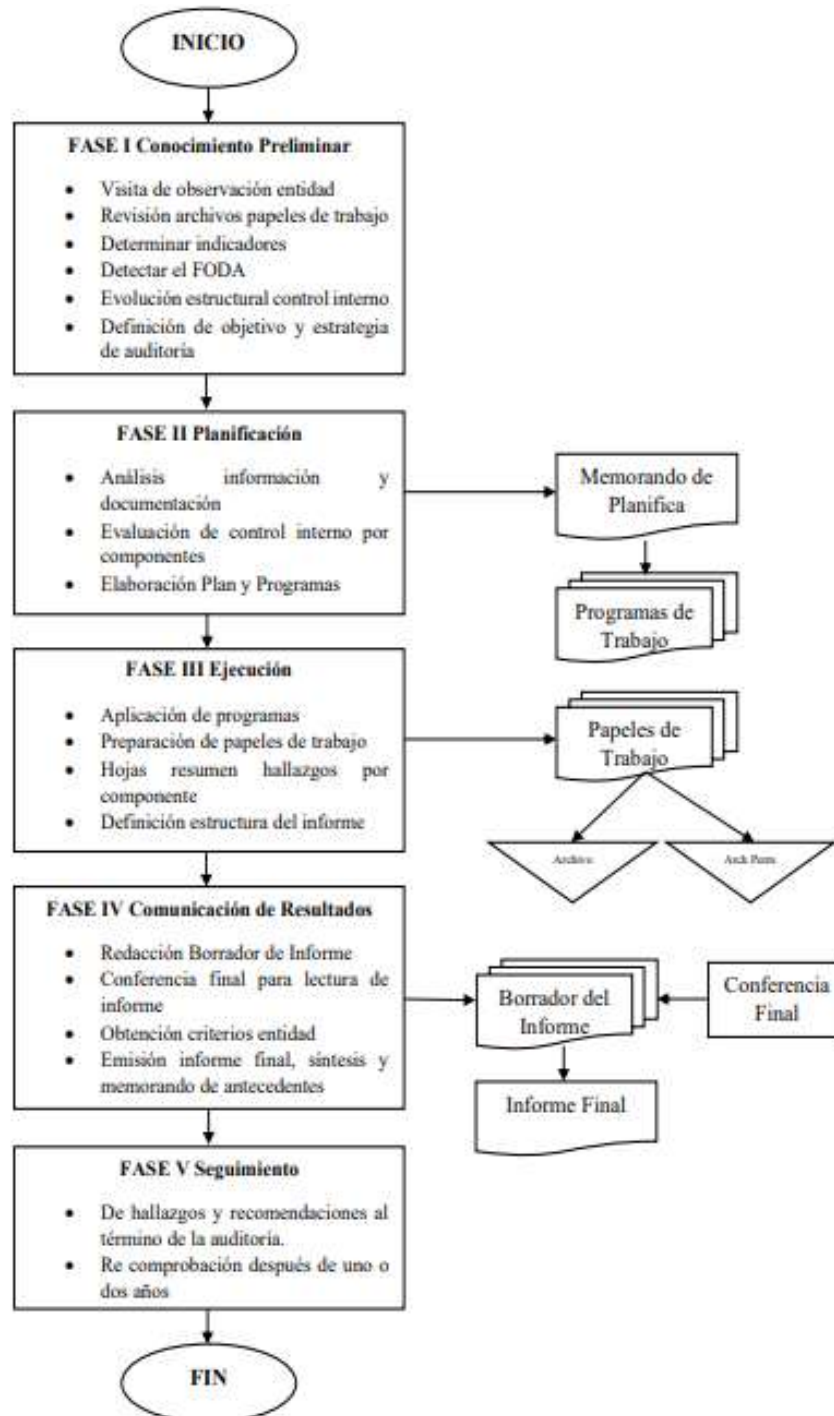 INICIO
FASE I Conocimiento Preliminar
• Visita de observación entidad
• Revisión archivos papeles de trabajo
• Determinar indicadores
• Detectar el FODA
• Evolución estructural control interno
• Definición de objetivo y estrategia
de auditoría
FASE II Planificación
• Análisis información y
documentación
• Evaluación de control interno por
componentes
• Elaboración Plan y Programas
Memorando de
Planifica
Programas de
Trabajo
FASE III Ejecución
• Aplicación de programas
• Preparación de papeles de trabajo
• Hojas resumen hallazgos por
componente
• Definición estructura del informe
Papeles de
Trabajo
Archivo
Arch Perm
FASE IV Comunicación de Resultados
• Redacción Borrador de Informe
• Conferencia final para lectura de
informe
• Obtención criterios entidad
• Emisión informe final, síntesis y
memorando de antecedentes
Borrador del
Informe
Conferencia
Final
Informe Final
FASE V Seguimiento
• De hallazgos y recomendaciones al
término de la auditoría.
• Re comprobación después de uno o
dos años
FIN